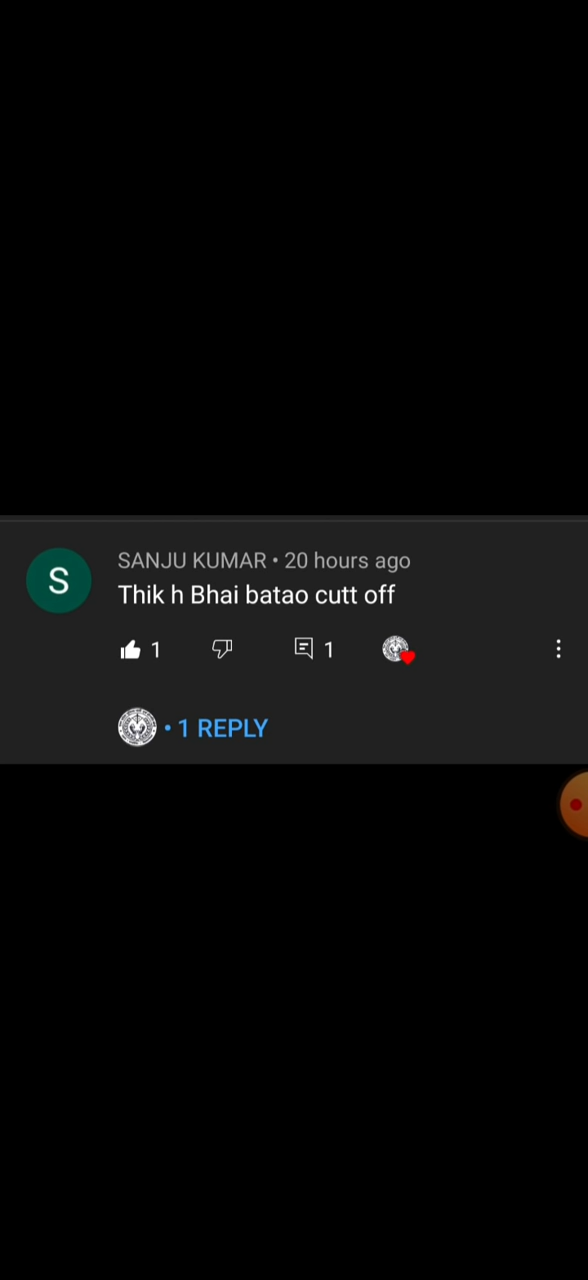 S
SANJU KUMAR • 20 hours ago
Thik h Bhai batao cutt off
1 1
• 1 REPLY